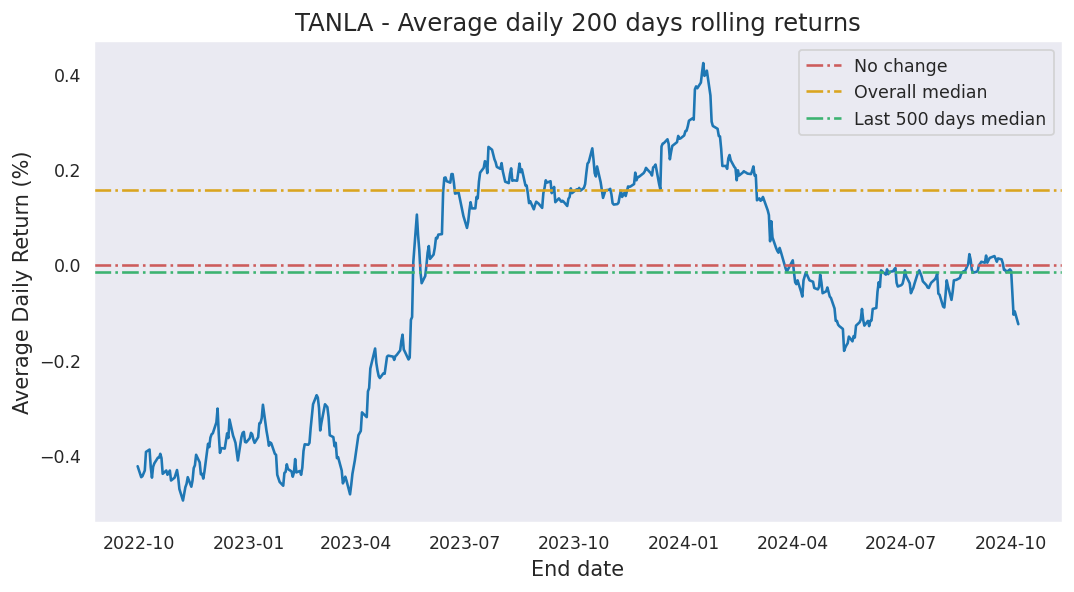 TANLA - Average daily 200 days rolling returns
No change
Overall median
Last 500 days median
Average Daily Return (%)
0.4
0.2
0.0
−0.2
−0.4
2022-10
2023-01
2023-04
2023-07
2023-10
2024-01
2024-04
2024-07
2024-10
End date